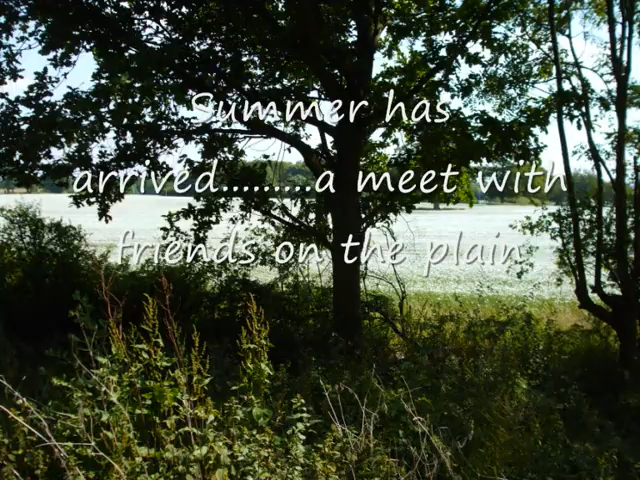 Summer has
arrived.........a meet with
friends on the plain